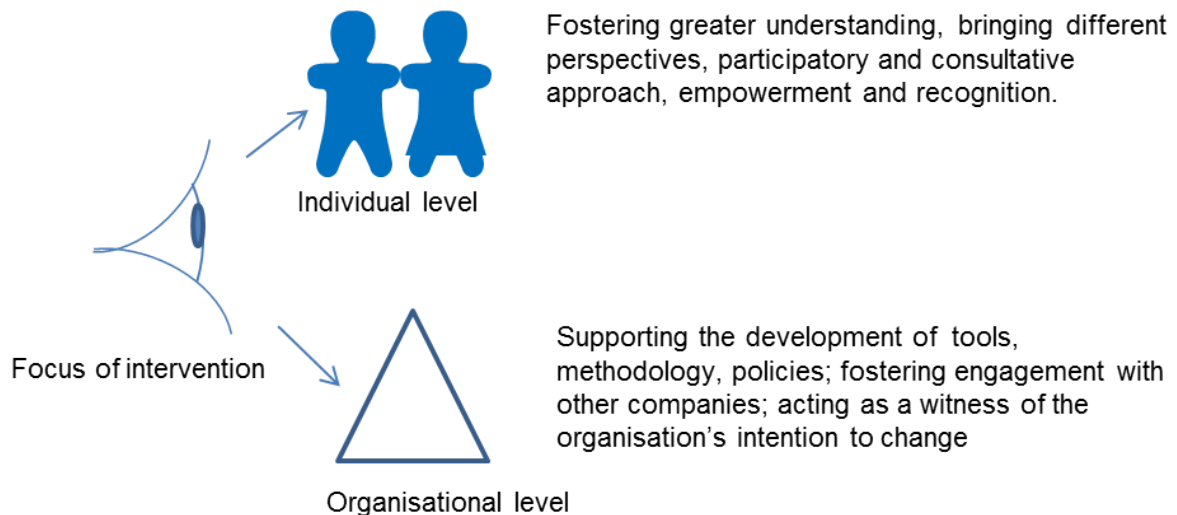 Fostering greater understanding, bringing different
perspectives, participatory and consultative
approach, empowerment and recognition.
Individual level
Focus of intervention
Supporting the development of tools,
methodology, policies; fostering engagement with
other companies; acting as a witness of the
organisation's intention to change
Organisational level